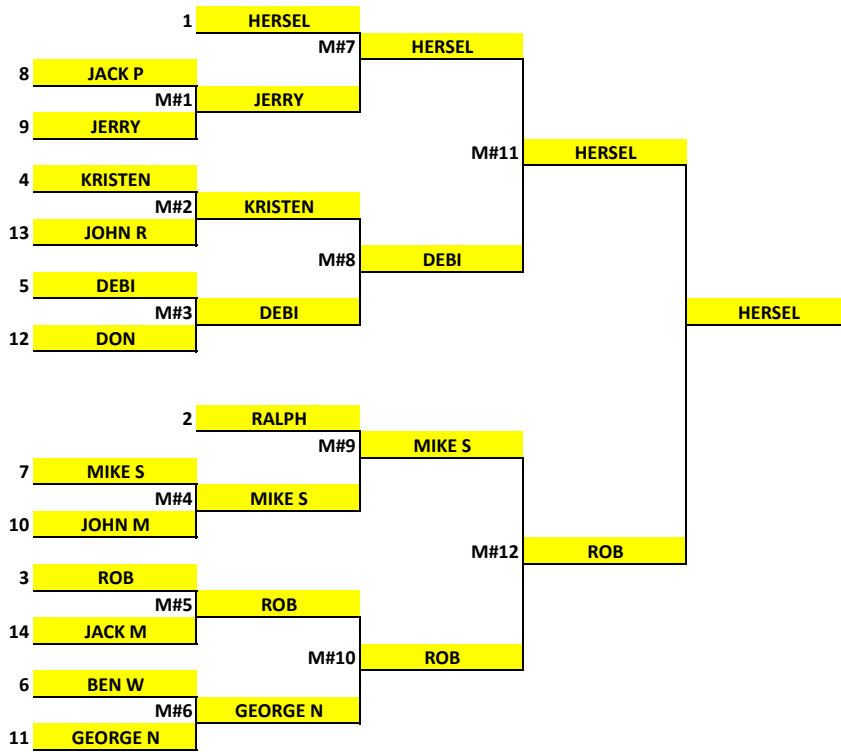 1 HERSEL
M#7 HERSEL
8 JACK P
M#1 JERRY
9 JERRY
M#11 HERSEL
4 KRISTEN
M#2 KRISTEN
13 JOHN R
M#8 DEBI
5 DEBI
M#3 DEBI
HERSEL
12 DON
2 RALPH
M#9 MIKE S
7 MIKE S
M#4 MIKE S
10 JOHN M
M#12 ROB
3 ROB
M#5 ROB
14 JACK M
M#10 ROB
6 BEN W
M#6 GEORGE N
11 GEORGE N